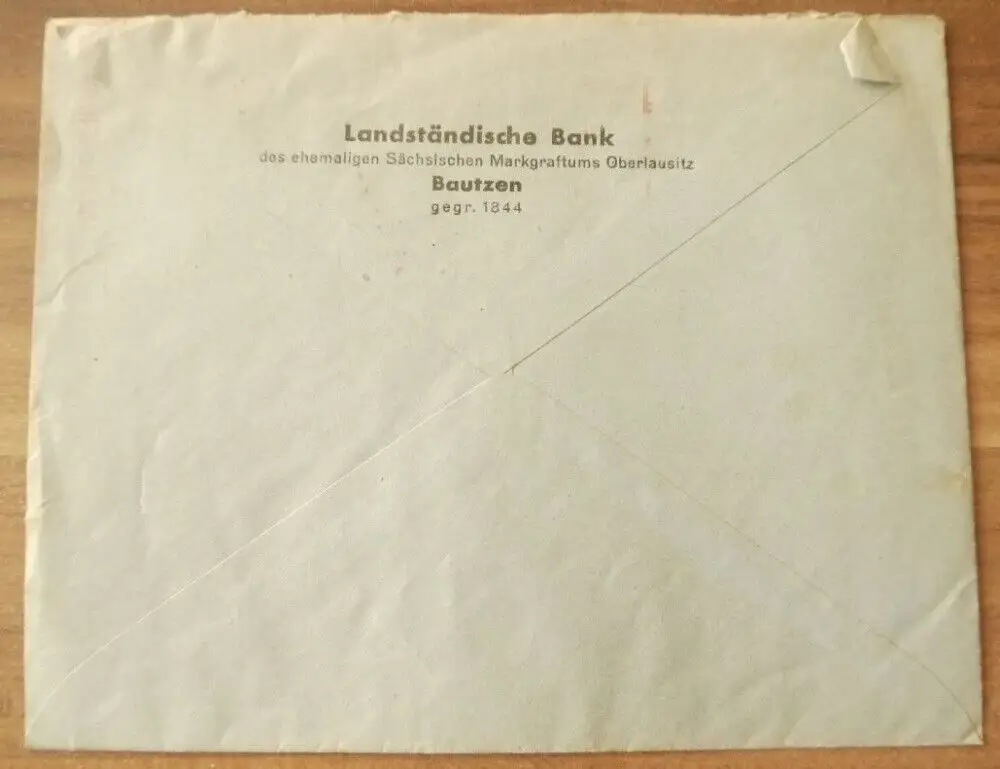 Landständische Bank
des ehemaligen Sächsischen Markgraftums Oberlausitz
Bautzen
gegr. 1844